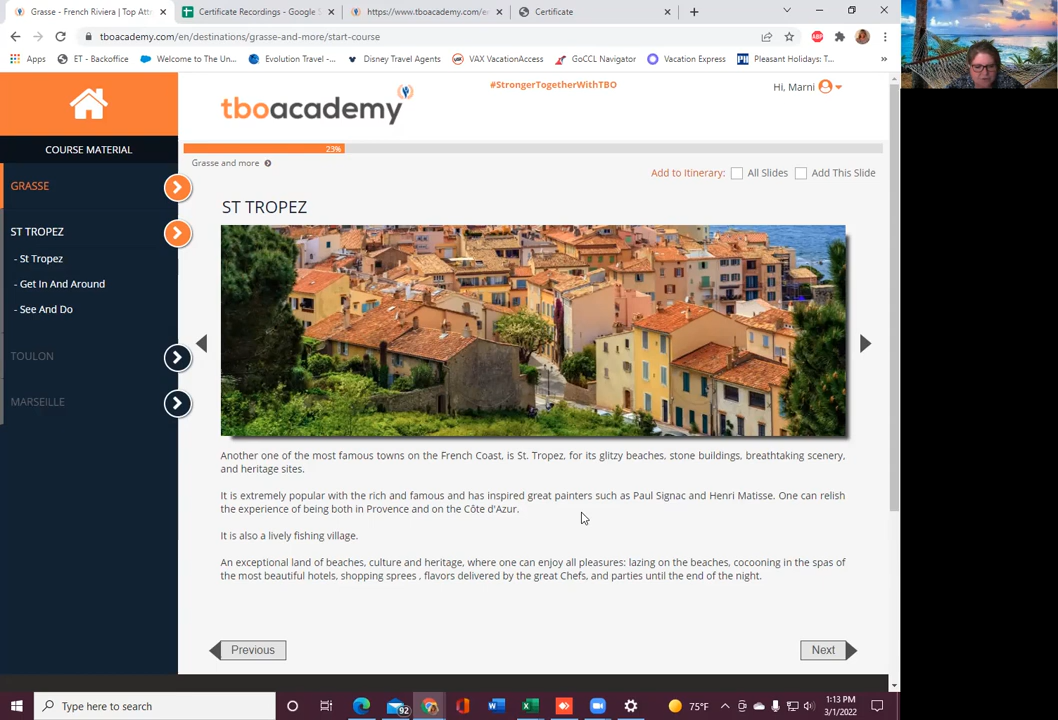 Grasse - French Riviera | Top Att
Certificate Recordings - Google S
https://www.tboacademy.com/en
Certificate
tboacademy.com/en/destinations/grasse-and-more/start-course
Apps
ET - Backoffice
Welcome to The Un...
Evolution Travel -...
Disney Travel Agents
VAX VacationAccess
GoCCL Navigator
Vacation Express
Pleasant Holidays: T...
»
#StrongerTogetherWithTBO
tboacademy
Hi, Marni
COURSE MATERIAL
23%
Grasse and more
Add to Itinerary: All Slides Add This Slide
GRASSE
ST TROPEZ
- St Tropez
- Get In And Around
- See And Do
TOULON
MARSEILLE
ST TROPEZ
Another one of the most famous towns on the French Coast, is St. Tropez, for its glitzy beaches, stone buildings, breathtaking scenery,
and heritage sites.
It is extremely popular with the rich and famous and has inspired great painters such as Paul Signac and Henri Matisse. One can relish
the experience of being both in Provence and on the Côte d'Azur.
It is also a lively fishing village.
An exceptional land of beaches, culture and heritage, where one can enjoy all pleasures: lazing on the beaches, cocooning in the spas of
the most beautiful hotels, shopping sprees , flavors delivered by the great Chefs, and parties until the end of the night.
Previous
Next
Type here to search
92
75°F
1:13 PM
3/1/2022